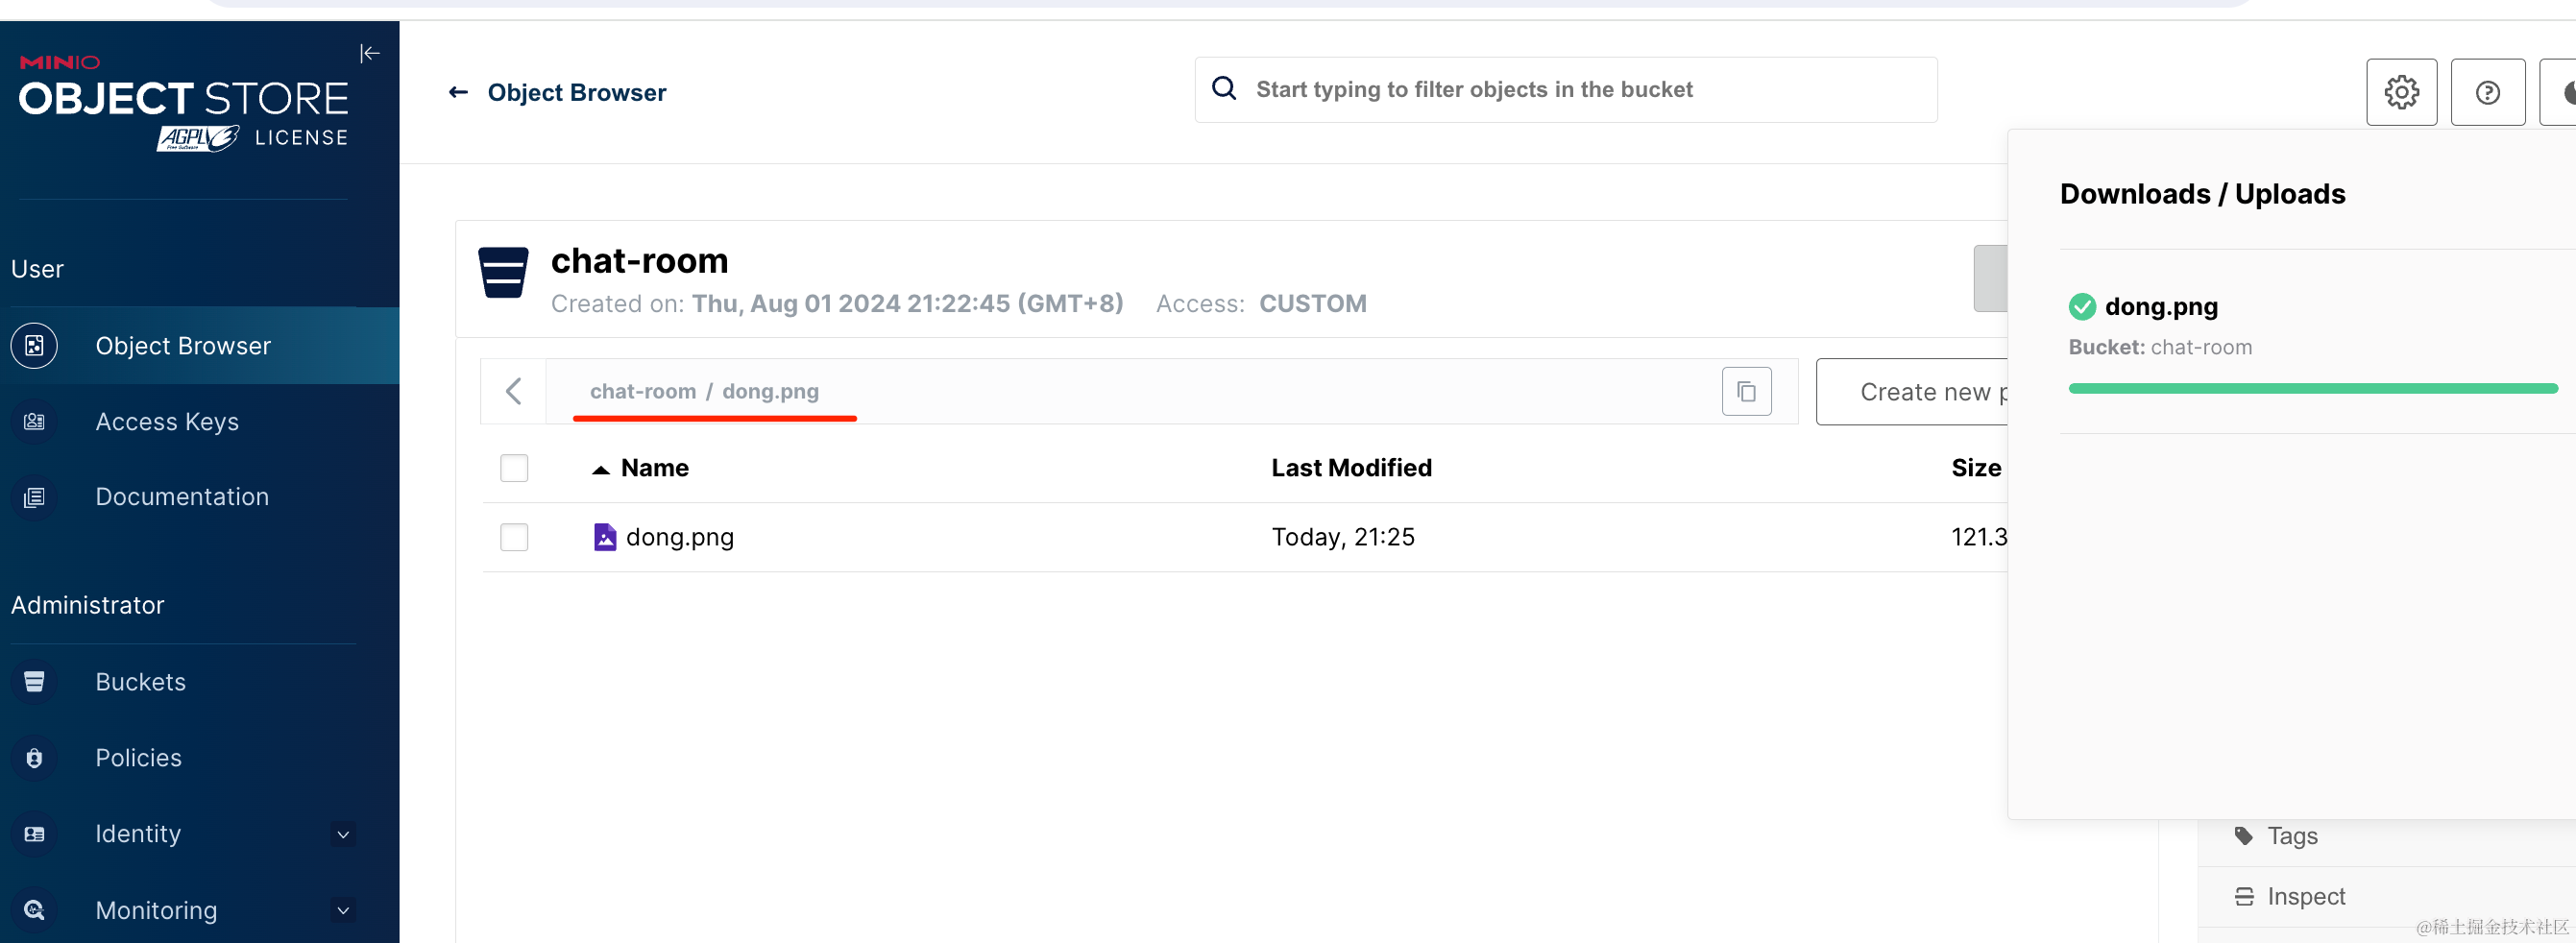 MINIO
OBJECT STORE
AGPLv3 LICENSE
Free Software
User
Object Browser
Access Keys
Documentation
Administrator
Buckets
Policies
Identity
Monitoring
Object Browser
Start typing to filter objects in the bucket
chat-room
Created on: Thu, Aug 01 2024 21:22:45 (GMT+8) Access: CUSTOM
chat-room / dong.png
Create new p
Name Last Modified Size
dong.png Today, 21:25 121.3
Downloads / Uploads
dong.png
Bucket: chat-room
Tags
Inspect
@稀土掘金技术社区